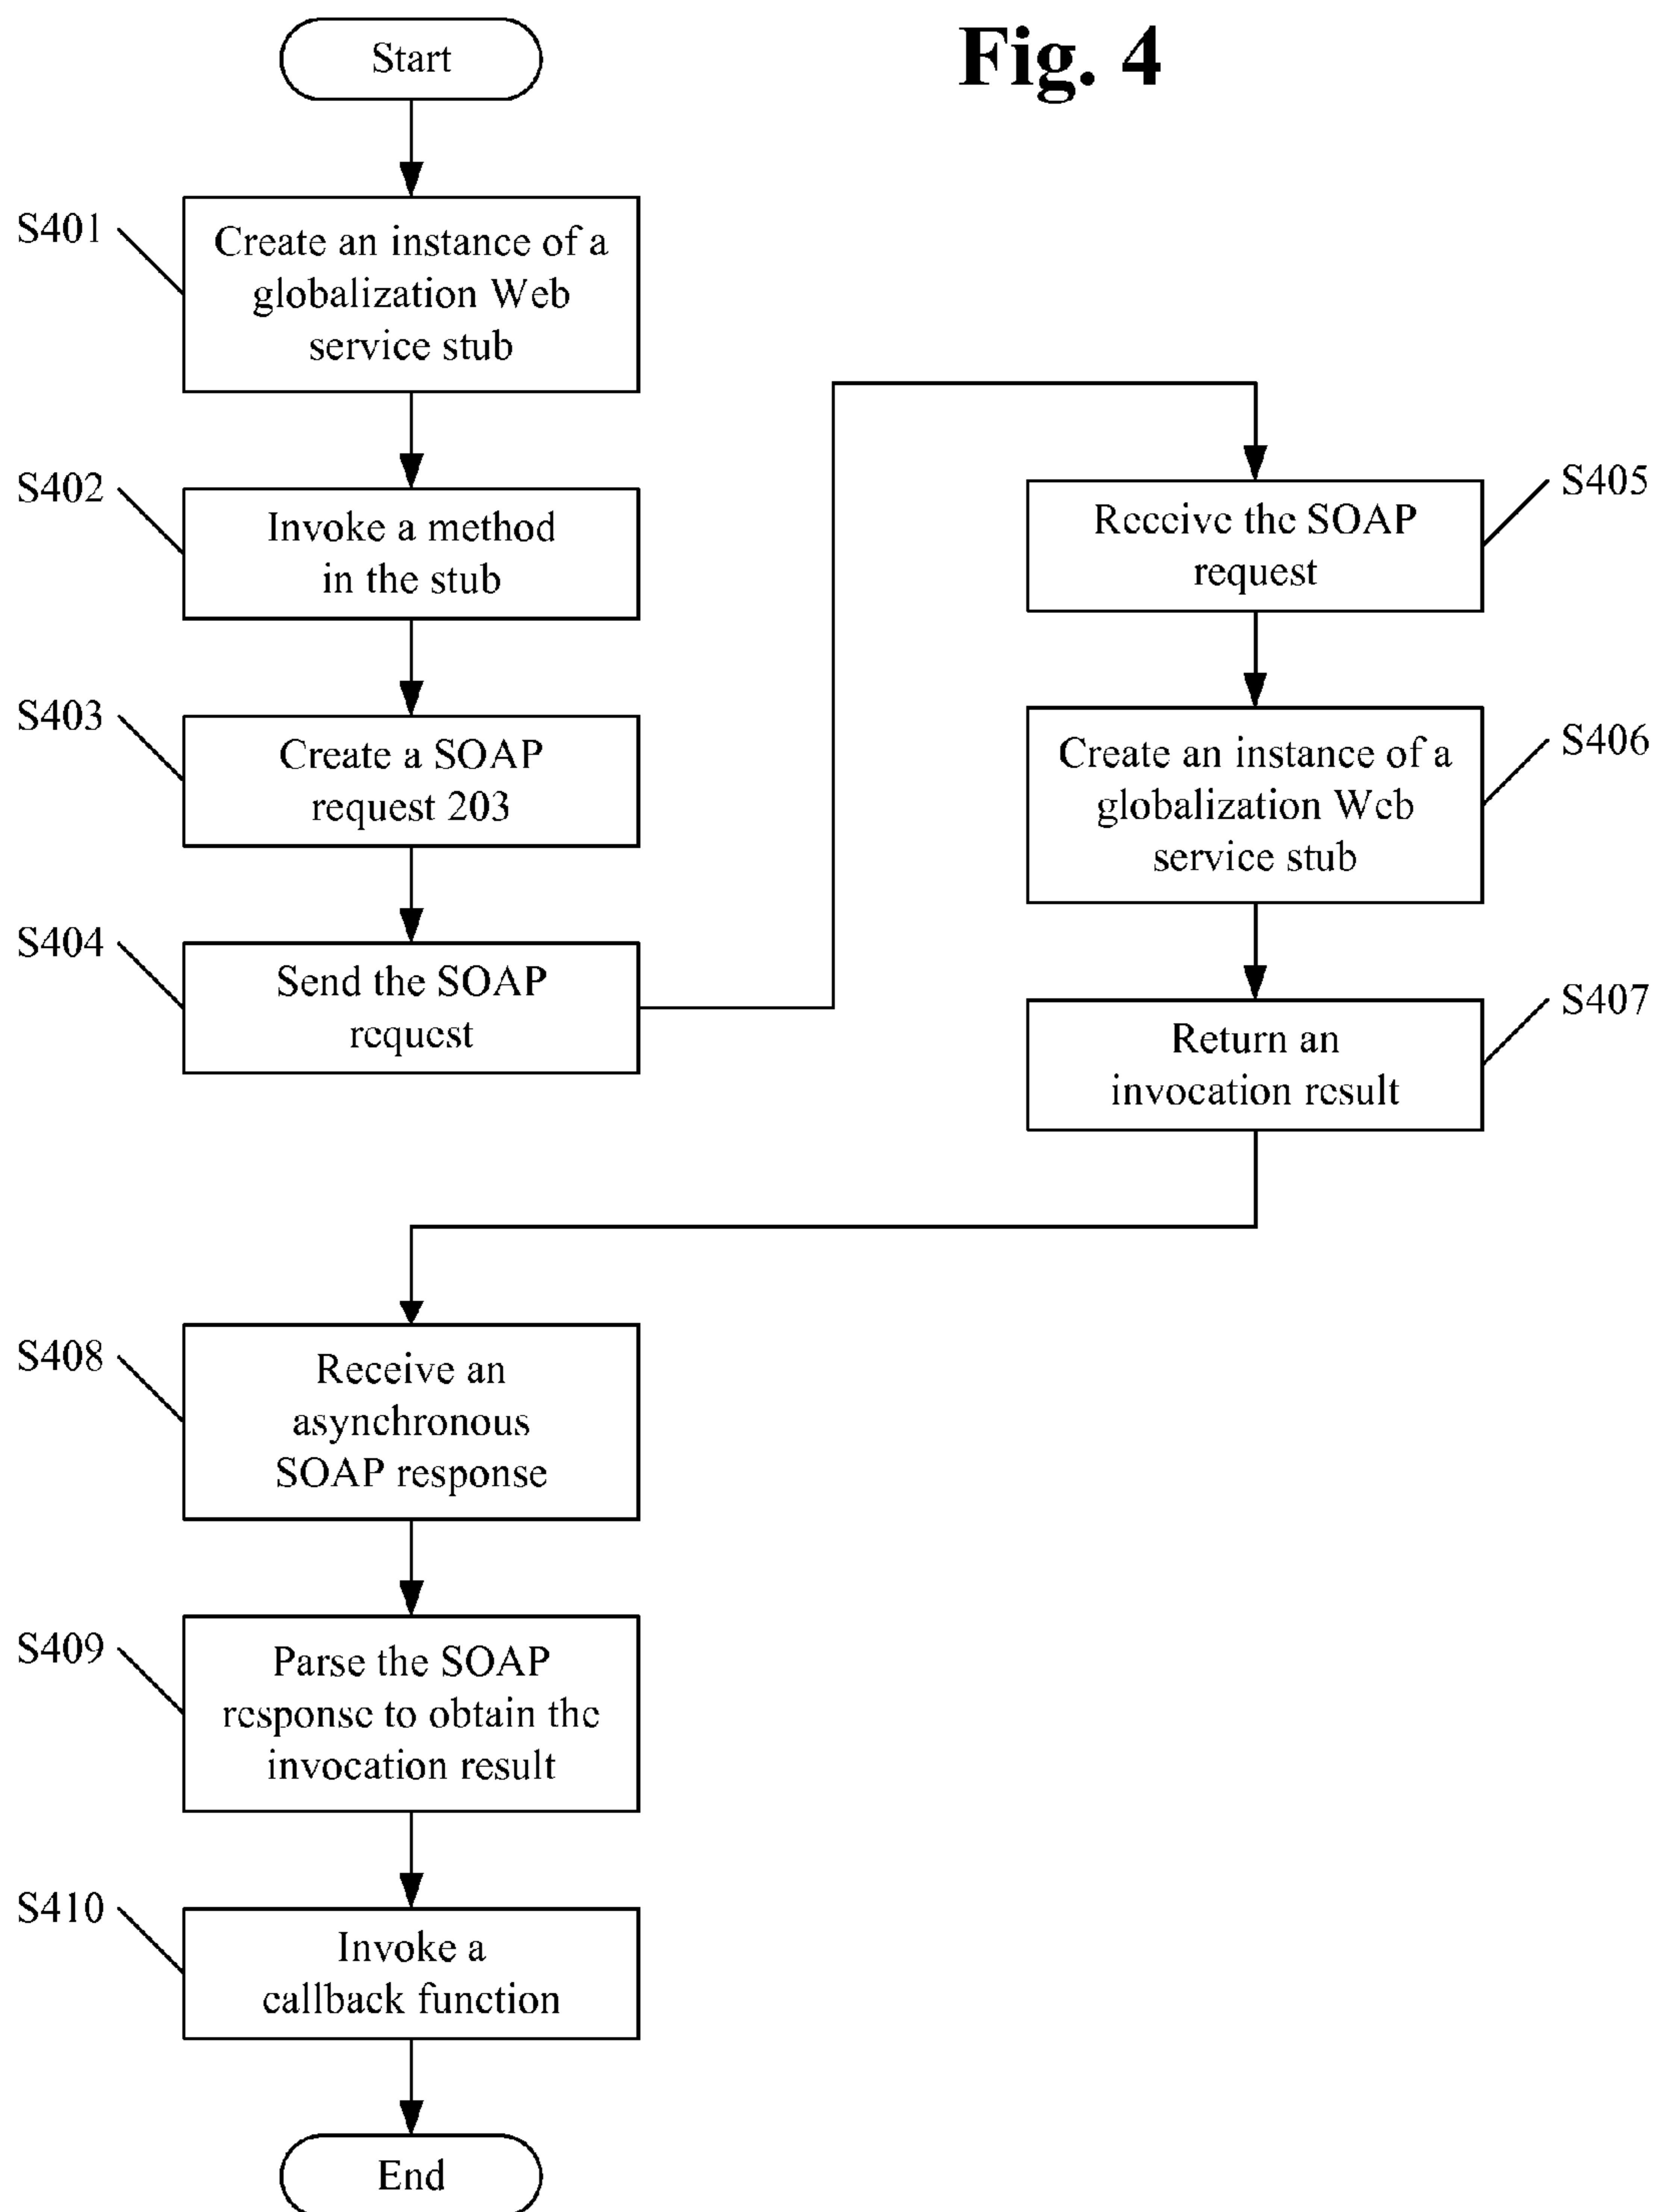 Fig. 4
Start
S401
Create an instance of a
globalization Web
service stub
S402
Invoke a method
in the stub
S403
Create a SOAP
request 203
S404
Send the SOAP
request
S405
Receive the SOAP
request
S406
Create an instance of a
globalization Web
service stub
S407
Return an
invocation result
S408
Receive an
asynchronous
SOAP response
S409
Parse the SOAP
response to obtain the
invocation result
S410
Invoke a
callback function
End